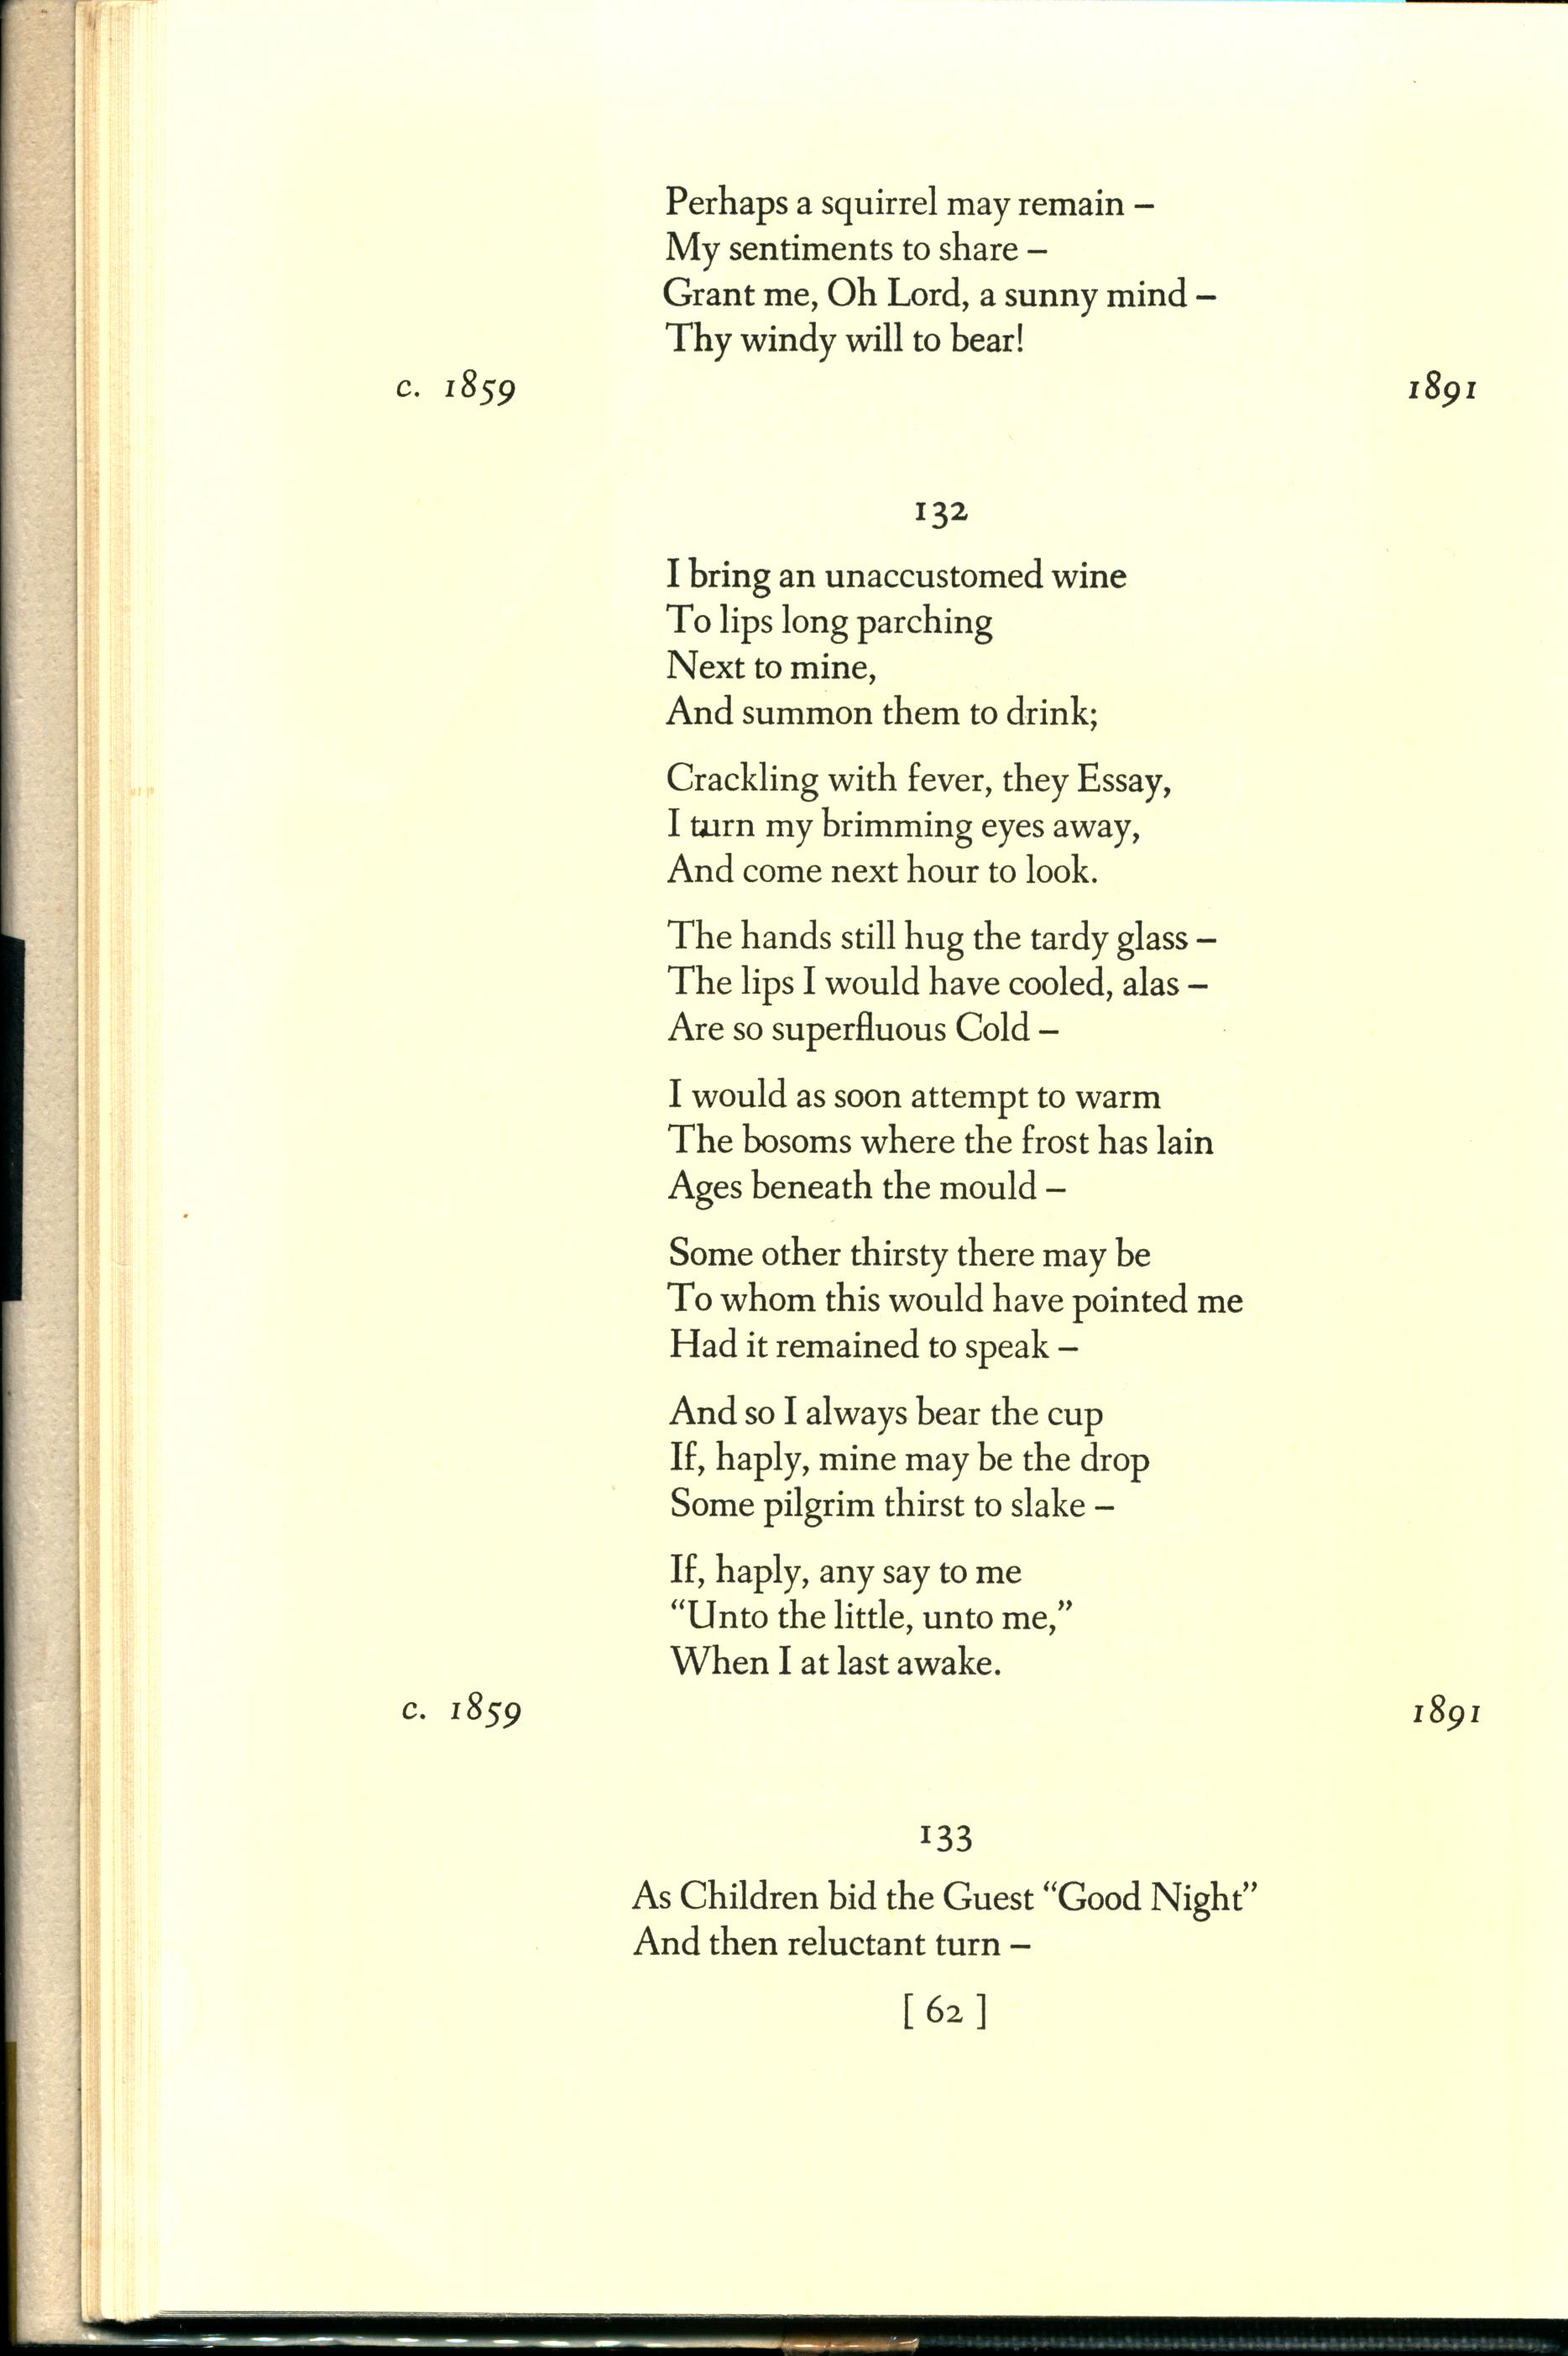 Perhaps a squirrel may remain –
My sentiments to share –
Grant me, Oh Lord, a sunny mind –
Thy windy will to bear!
c. 1859 1891
132
I bring an unaccustomed wine
To lips long parching
Next to mine,
And summon them to drink;
Crackling with fever, they Essay,
I turn my brimming eyes away,
And come next hour to look.
The hands still hug the tardy glass –
The lips I would have cooled, alas –
Are so superfluous Cold –
I would as soon attempt to warm
The bosoms where the frost has lain
Ages beneath the mould –
Some other thirsty there may be
To whom this would have pointed me
Had it remained to speak –
And so I always bear the cup
If, haply, mine may be the drop
Some pilgrim thirst to slake –
If, haply, any say to me
“Unto the little, unto me,”
When I at last awake.
c. 1859 1891
133
As Children bid the Guest “Good Night”
And then reluctant turn –
[ 62 ]